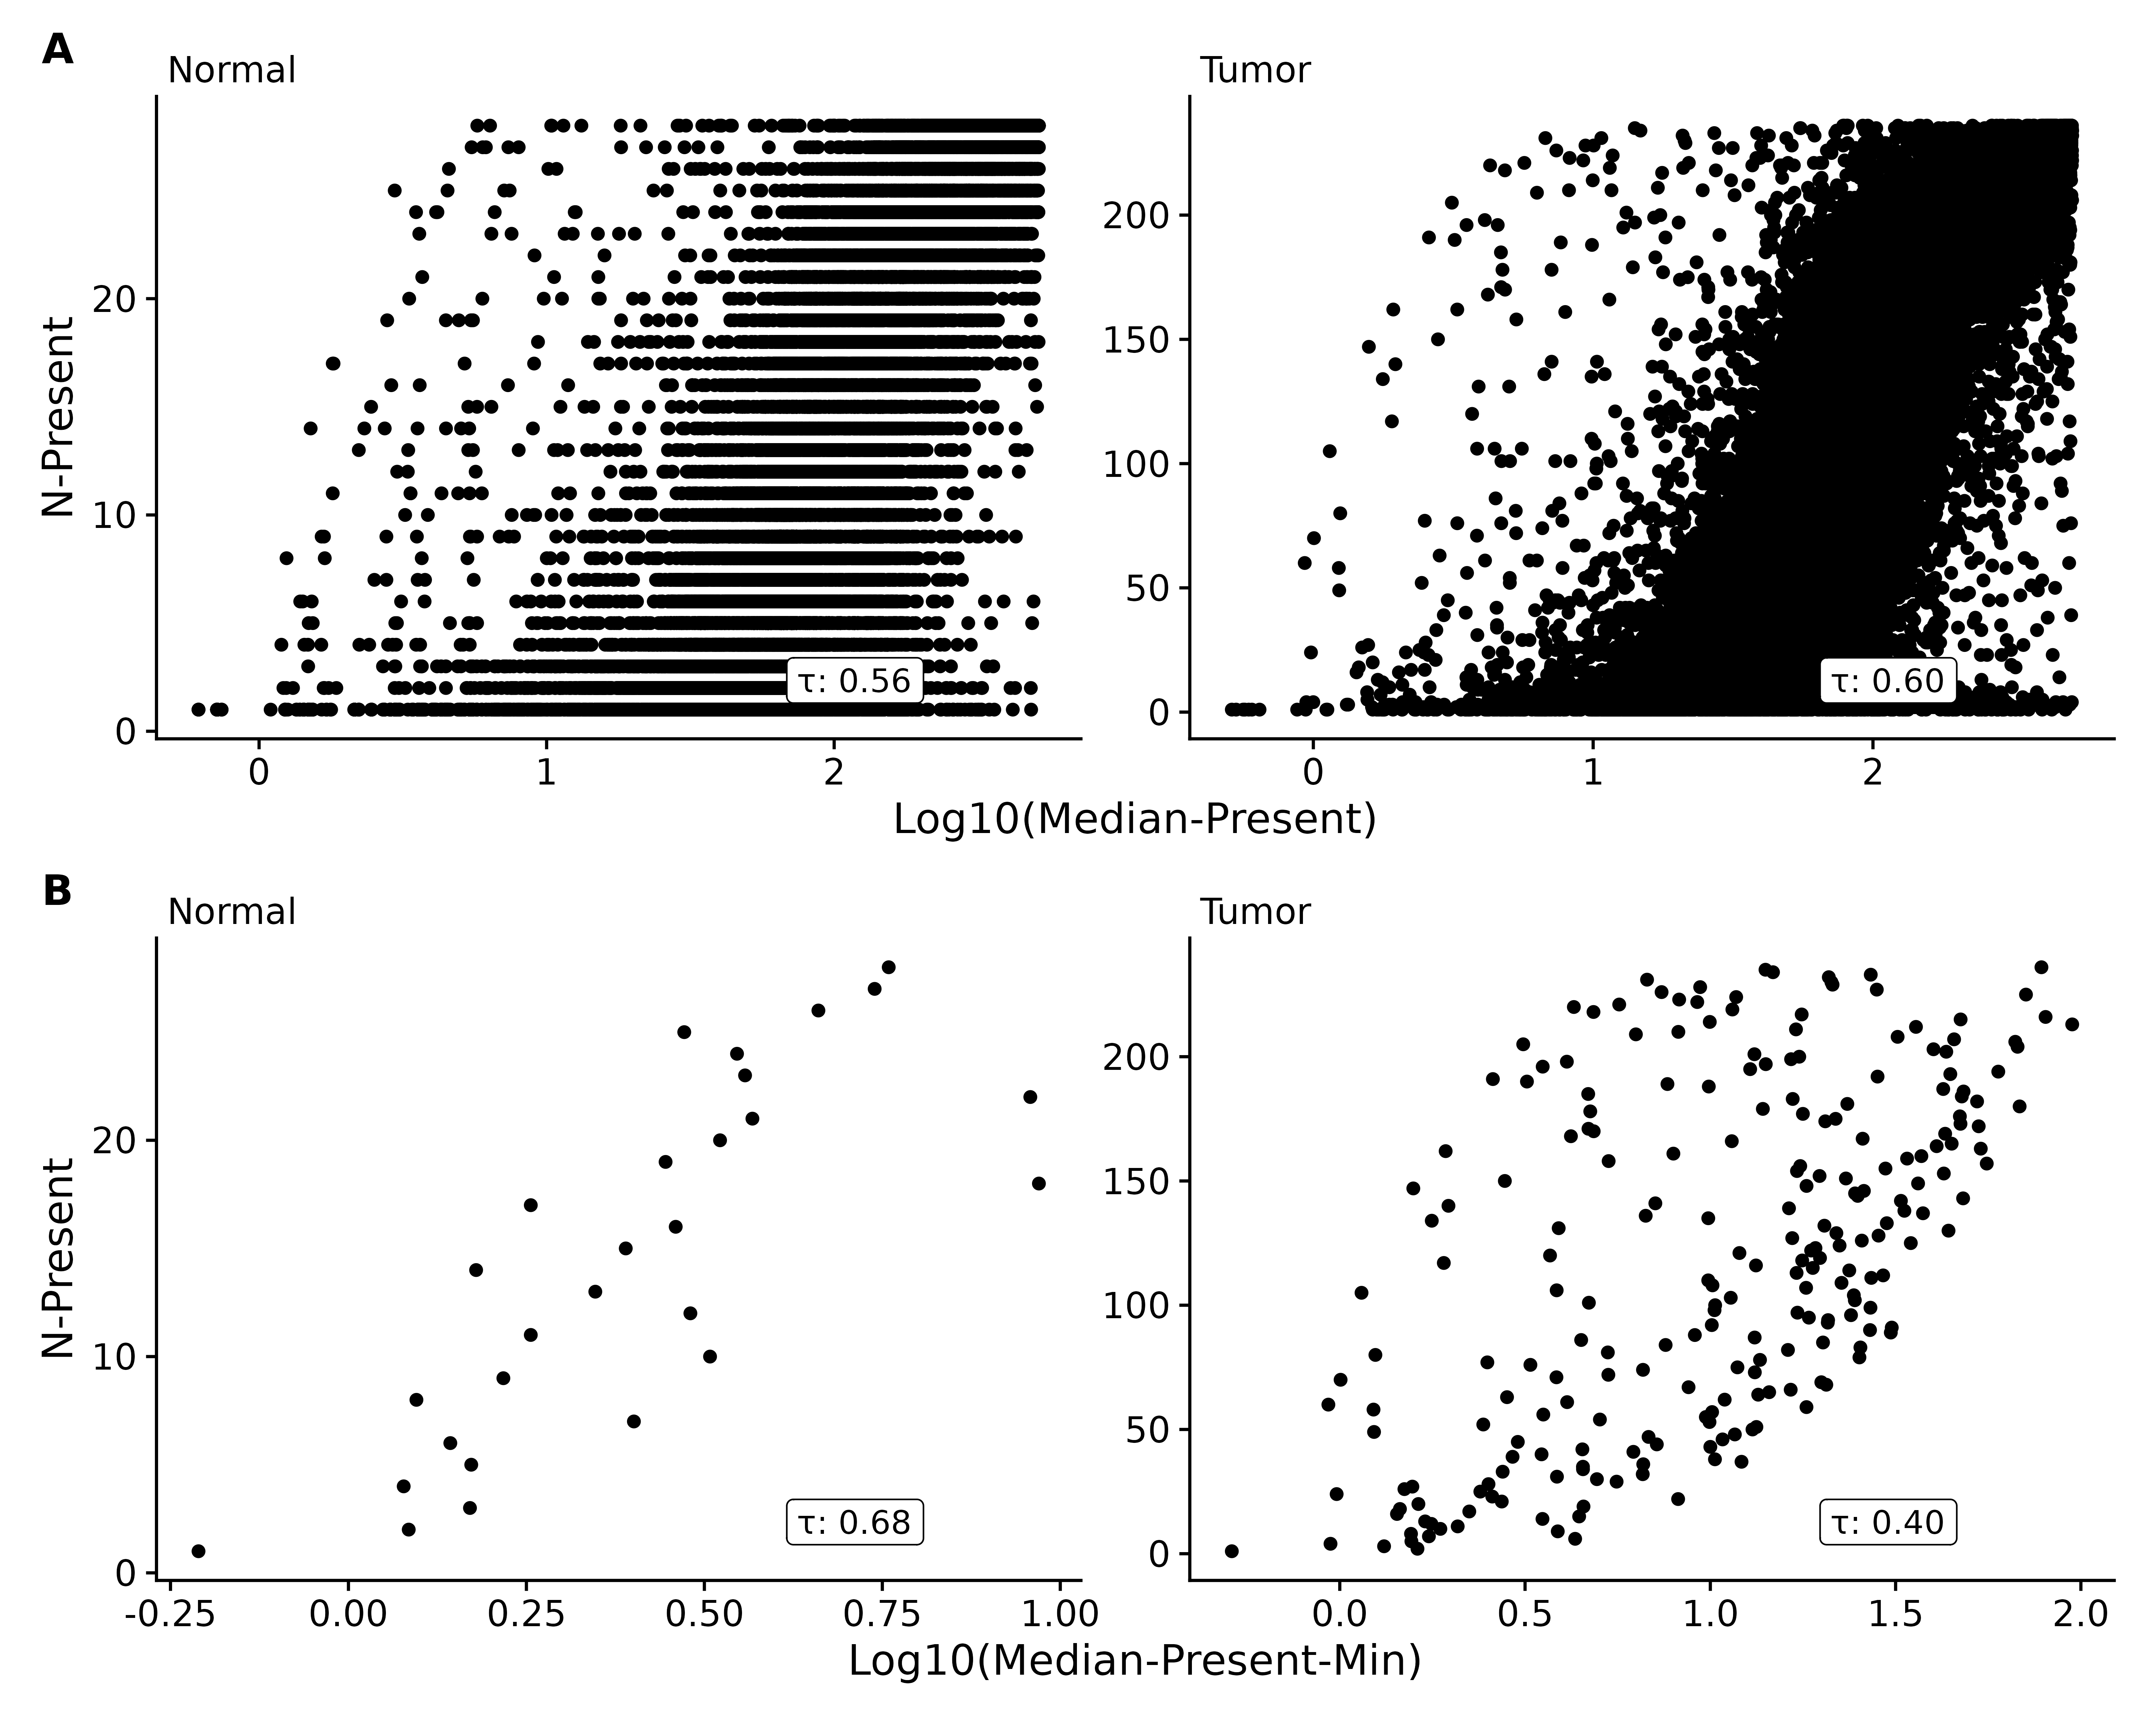 A
Normal
Tumor
N-Present
20
10
0
200
150
100
50
0
τ: 0.56
τ: 0.60
0 1 2
0 1 2
Log10(Median-Present)
B
Normal
Tumor
N-Present
20
10
0
200
150
100
50
0
τ: 0.68
τ: 0.40
-0.25 0.00 0.25 0.50 0.75 1.00
0.0 0.5 1.0 1.5 2.0
Log10(Median-Present-Min)